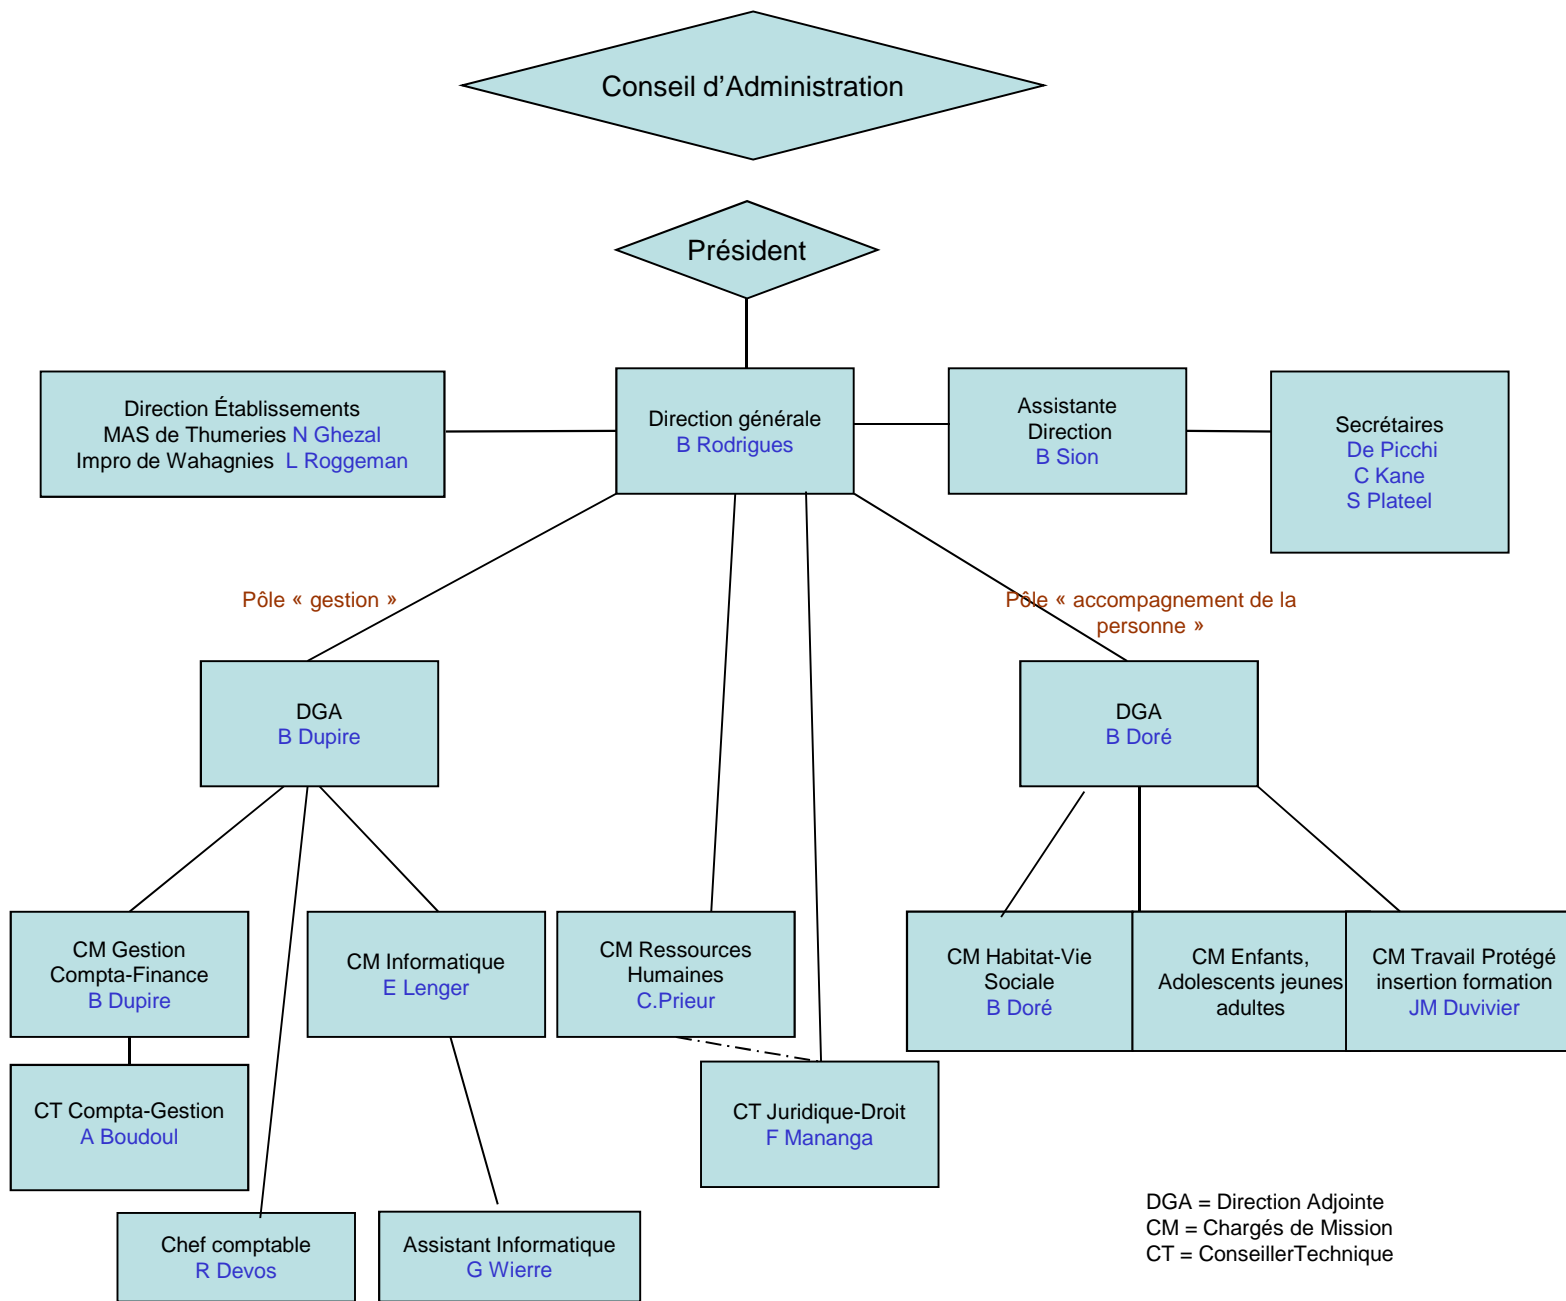 Conseil d’Administration
Président
Direction Établissements
MAS de Thumeries N Ghezal
Impro de Wahagnies L Roggeman
Direction générale
B Rodrigues
Assistante
Direction
B Sion
Secrétaires
De Picchi
C Kane
S Plateel
Pôle « gestion »
Pôle « accompagnement de la
personne »
DGA
B Dupire
DGA
B Doré
CM Gestion
Compta-Finance
B Dupire
CM Informatique
E Lenger
CM Ressources
Humaines
C.Prieur
CM Habitat-Vie
Sociale
B Doré
CM Enfants,
Adolescents jeunes
adultes
CM Travail Protégé
insertion formation
JM Duvivier
CT Compta-Gestion
A Boudoul
CT Juridique-Droit
F Mananga
Chef comptable
R Devos
Assistant Informatique
G Wierre
DGA = Direction Adjointe
CM = Chargés de Mission
CT = ConseillerTechnique